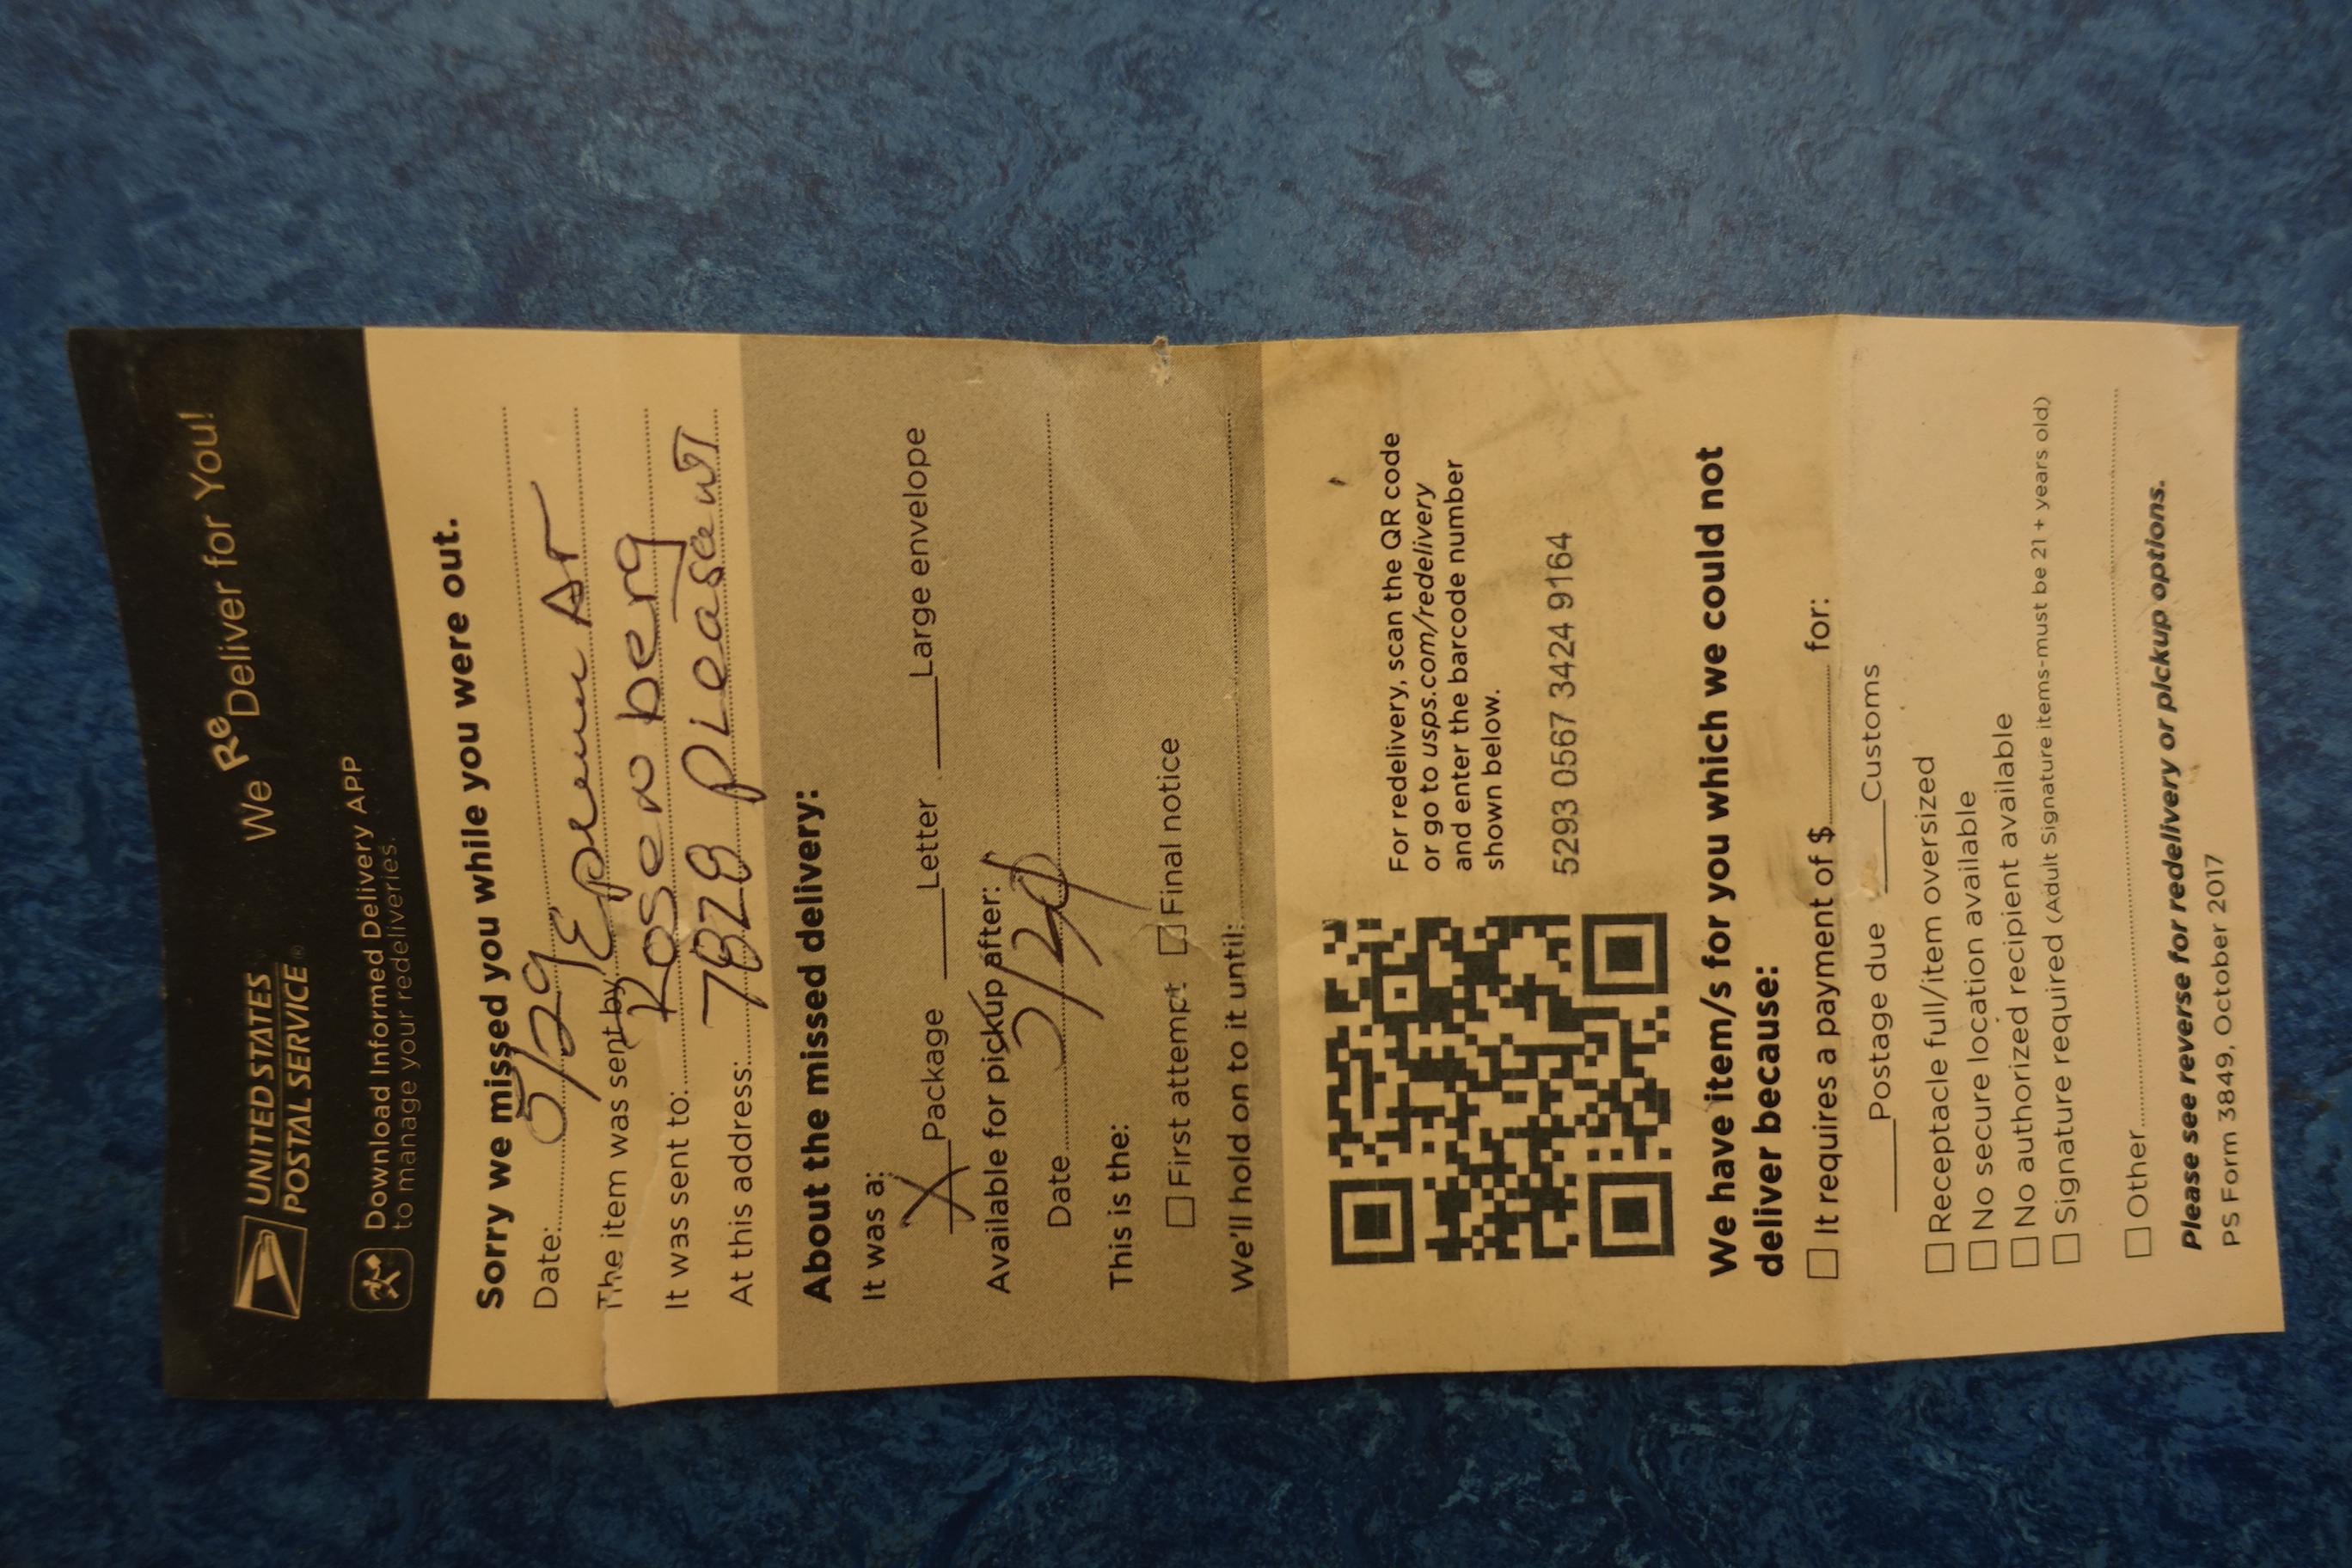 UNITED STATES
POSTAL SERVICE®
We ReDeliver for You!
Download Informed Delivery APP
to manage your redeliveries.
Sorry we missed you while you were out.
Date: 5/29
The item was sent by:
It was sent to: Rosenberg
At this address: 7828 Pleasant
About the missed delivery:
It was a:
X Package Letter Large envelope
Available for pickup after:
Date
This is the:
☐ First attempt ☐ Final notice
We'll hold on to it until:
For redelivery, scan the QR code
or go to usps.com/redelivery
and enter the barcode number
shown below.
5293 0567 3424 9164
We have item/s for you which we could not
deliver because:
☐ It requires a payment of $ for:
Postage due Customs
☐ Receptacle full/item oversized
☐ No secure location available
☐ No authorized recipient available
☐ Signature required (Adult Signature items-must be 21 + years old)
☐ Other
Please see reverse for redelivery or pickup options.
PS Form 3849, October 2017